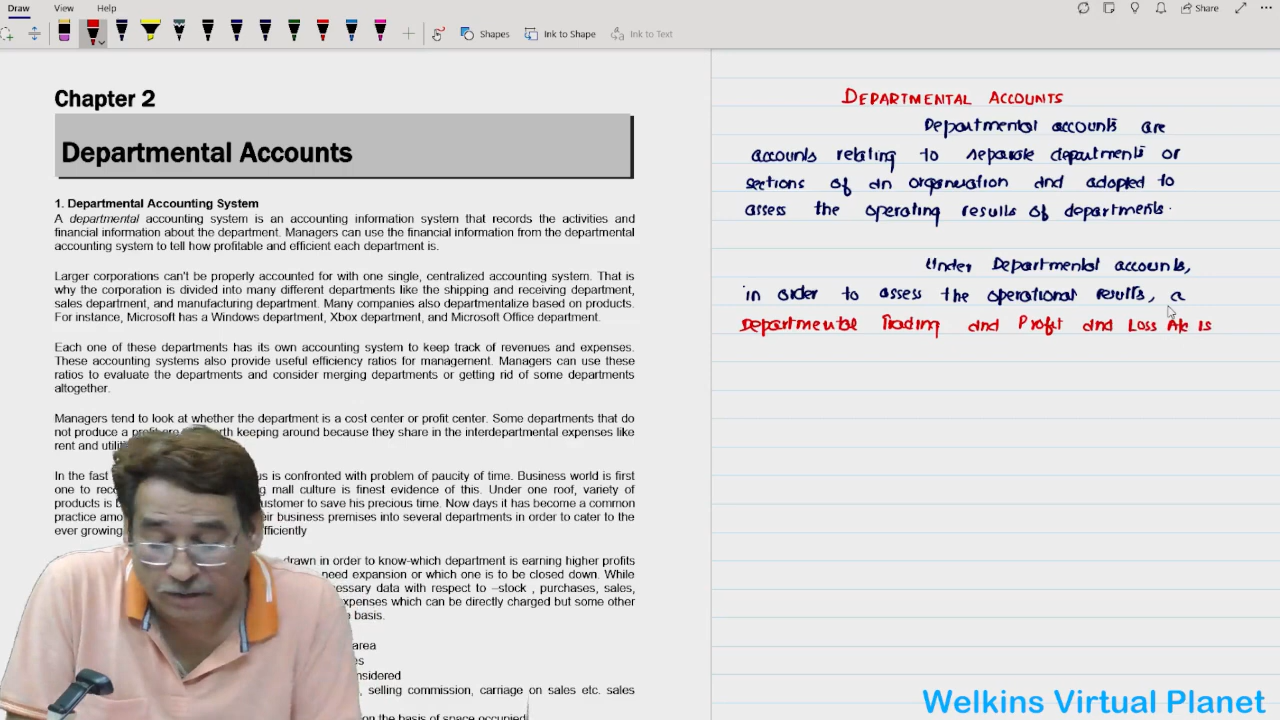 Draw View Help
Share
Shapes Ink to Shape Ink to Text
Chapter 2
Departmental Accounts
1. Departmental Accounting System
A departmental accounting system is an accounting information system that records the activities and
financial information about the department. Managers can use the financial information from the departmental
accounting system to tell how profitable and efficient each department is.
Larger corporations can't be properly accounted for with one single, centralized accounting system. That is
why the corporation is divided into many different departments like the shipping and receiving department,
sales department, and manufacturing department. Many companies also departmentalize based on products.
For instance, Microsoft has a Windows department, Xbox department, and Microsoft Office department.
Each one of these departments has its own accounting system to keep track of revenues and expenses.
These accounting systems also provide useful efficiency ratios for management. Managers can use these
ratios to evaluate the departments and consider merging departments or getting rid of some departments
altogether.
Managers tend to look at whether the department is a cost center or profit center. Some departments that do
not produce a keeping around because they share in the interdepartmental expenses like
rent and
In the fast is confronted with problem of paucity of time. Business world is first
one to mall culture is finest evidence of this. Under one roof, variety of
products is customer to save his precious time. Now days it has become a common
practice business premises into several departments in order to cater to the
ever growing
drawn in order to know-which department is earning higher profits
need expansion or which one is to be closed down. While
data with respect to –stock , purchases, sales,
expenses which can be directly charged but some other
basis.
area
, selling commission, carriage on sales etc. sales
on the basis of space occupied
DEPARTMENTAL ACCOUNTS
Departmental accounts are
accounts relating to separate departments or
sections of an organisation and adopted to
assess the operating results of departments.
Under Departmental accounts,
in order to assess the operational results, a
Departmental Trading and Profit and Loss A/c is
Welkins Virtual Planet